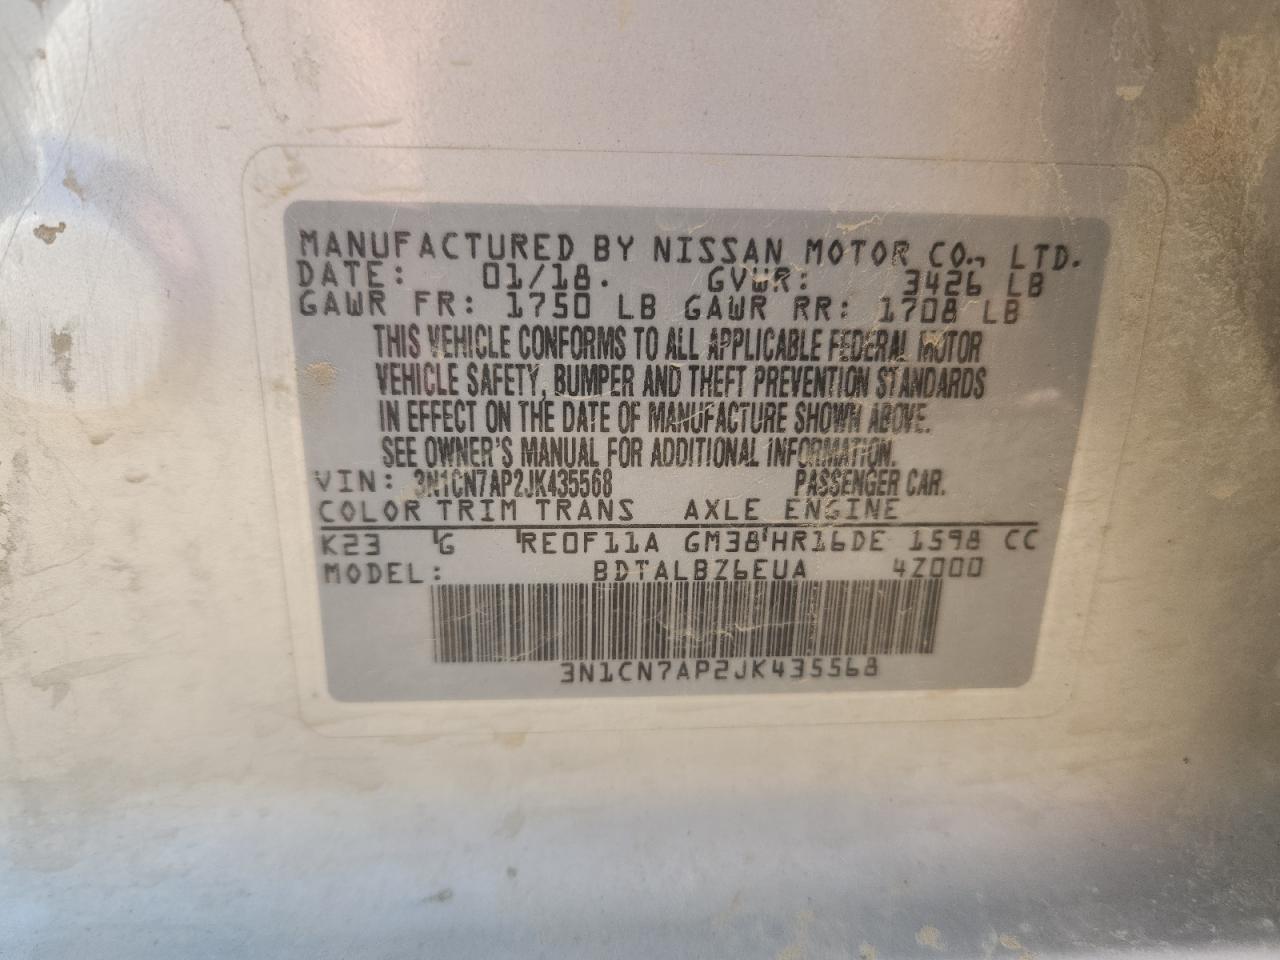 MANUFACTURED BY NISSAN MOTOR CO., LTD.
DATE: 01/18. GVWR: 3426 LB
GAWR FR: 1750 LB GAWR RR: 1708 LB
THIS VEHICLE CONFORMS TO ALL APPLICABLE FEDERAL MOTOR
VEHICLE SAFETY, BUMPER AND THEFT PREVENTION STANDARDS
IN EFFECT ON THE DATE OF MANUFACTURE SHOWN ABOVE.
SEE OWNER'S MANUAL FOR ADDITIONAL INFORMATION.
VIN: 3N1CN7AP2JK435568 PASSENGER CAR.
COLOR TRIM TRANS AXLE ENGINE
K23 G RE0F11A GM38 HR16DE 1598 CC
MODEL: BDTALBZ6EUA 4Z000
3N1CN7AP2JK435568